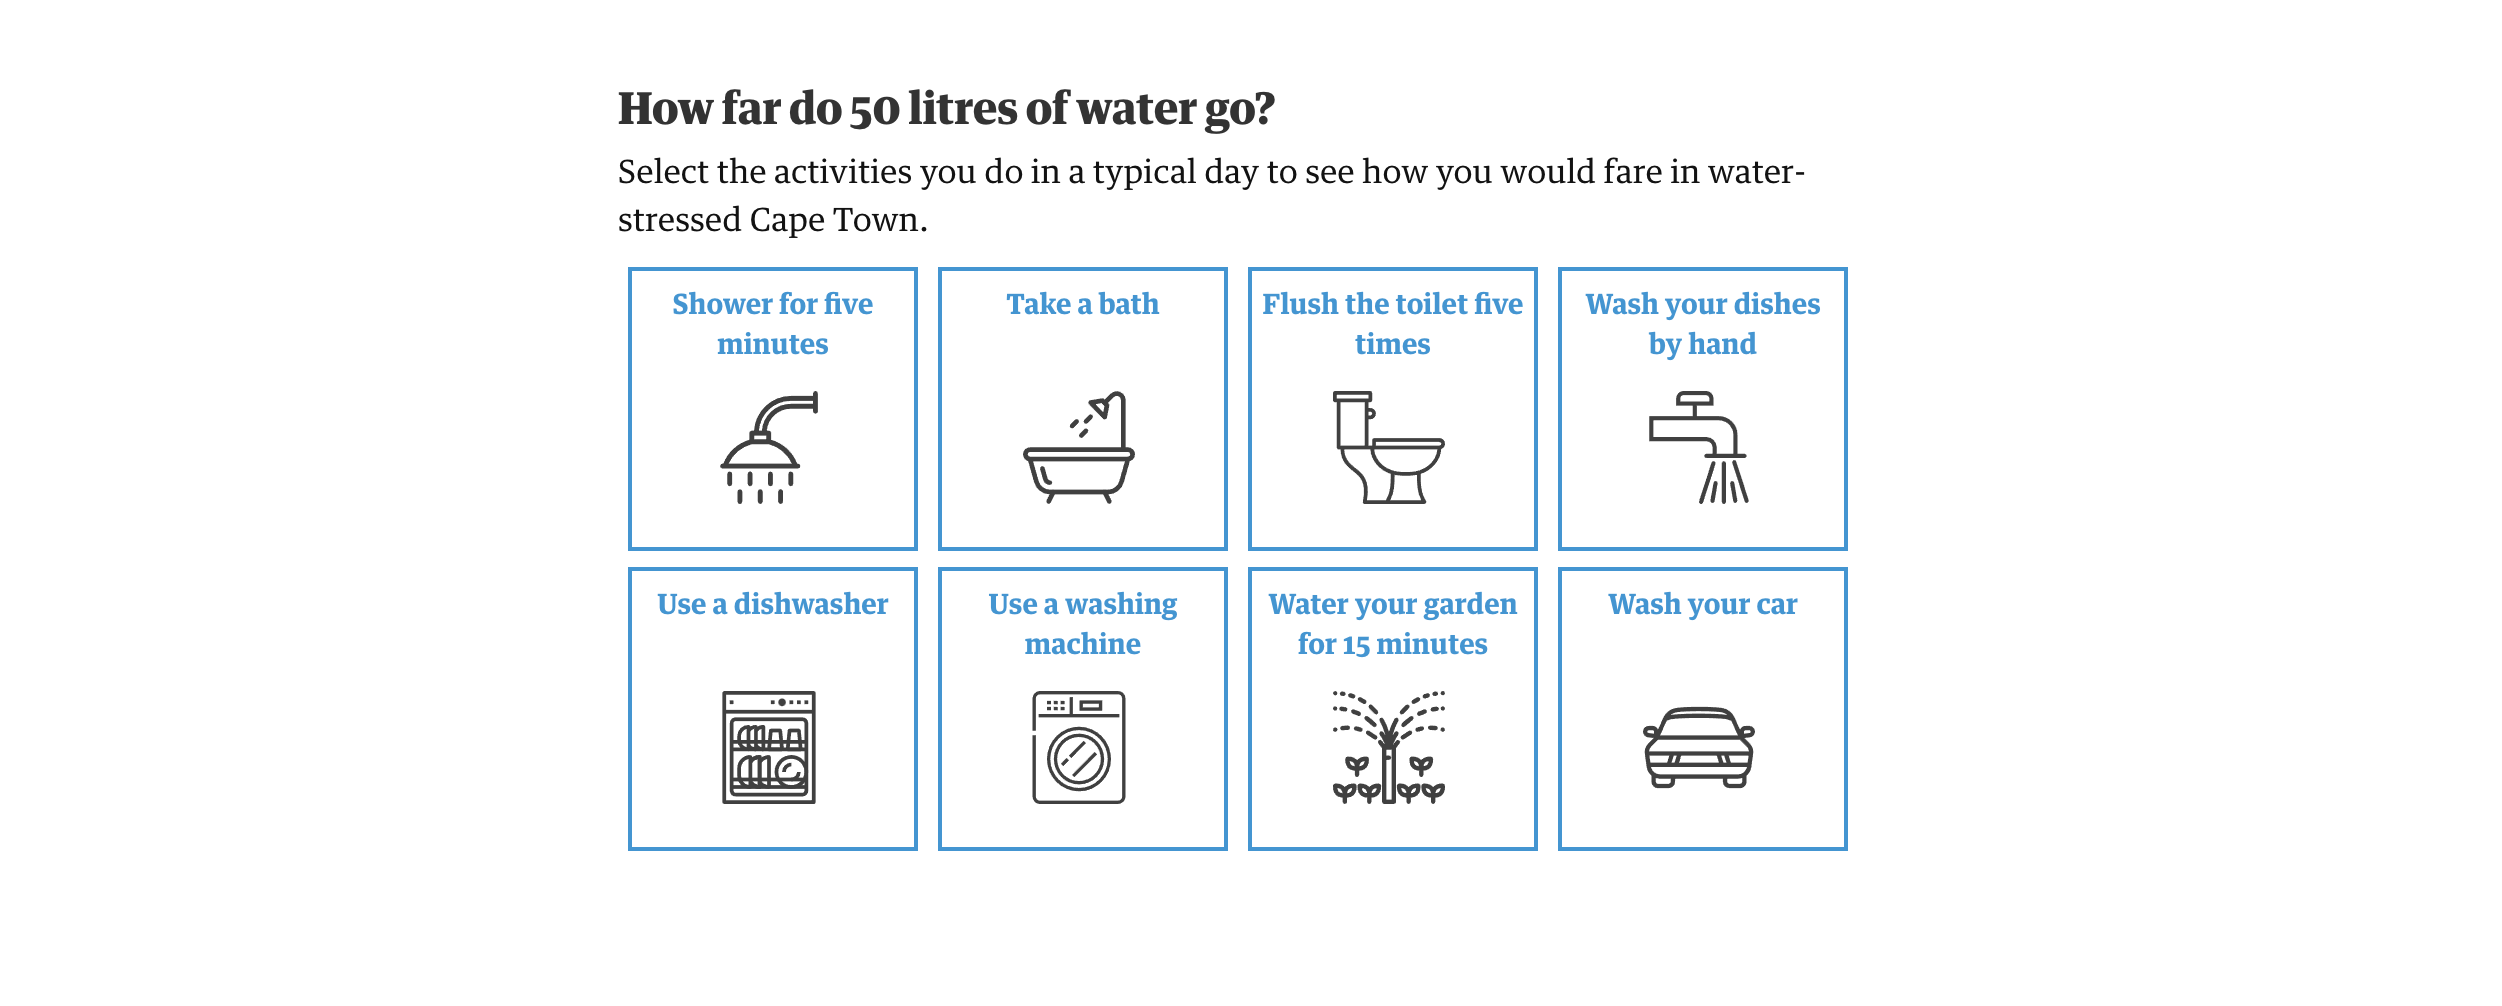 How far do 50 litres of water go?
Select the activities you do in a typical day to see how you would fare in water-
stressed Cape Town.
Shower for five
minutes
Take a bath
Flush the toilet five
times
Wash your dishes
by hand
Use a dishwasher
Use a washing
machine
Water your garden
for 15 minutes
Wash your car